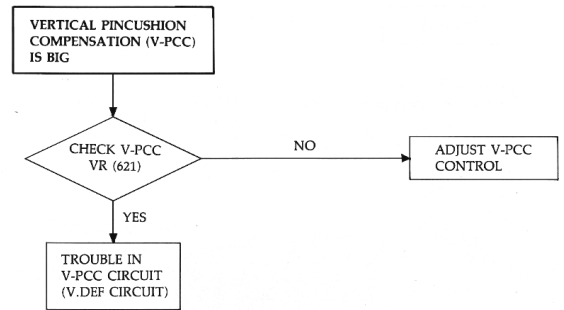 VERTICAL PINCUSHION
COMPENSATION (V-PCC)
IS BIG
CHECK V-PCC
VR (621)
NO
ADJUST V-PCC
CONTROL
YES
TROUBLE IN
V-PCC CIRCUIT
(V.DEF CIRCUIT)